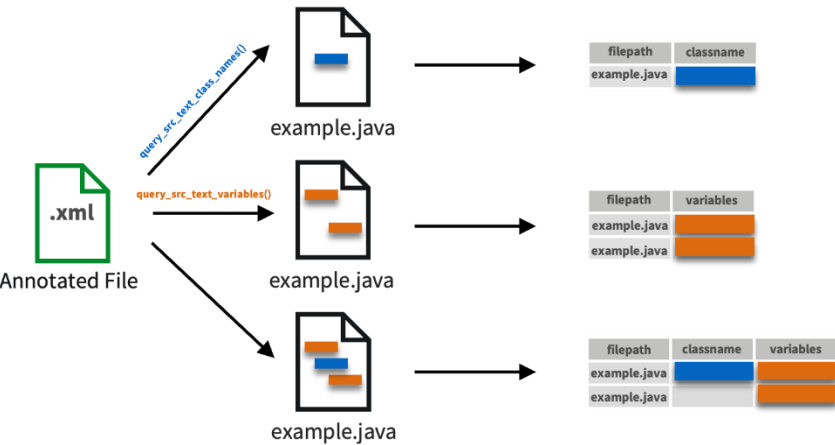 query_src_text_class_names()
example.java
filepath classname
example.java
.xml
Annotated File
query_src_text_variables()
example.java
filepath variables
example.java
example.java
example.java
filepath classname variables
example.java
example.java